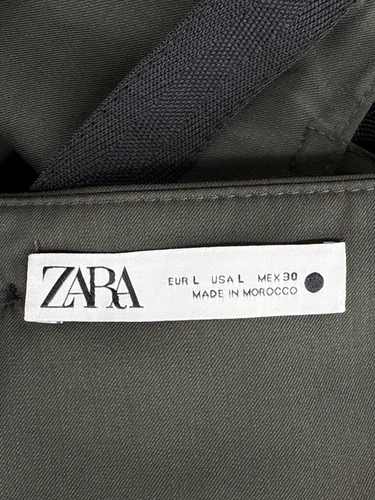 ZARA
EUR L USA L MEX 30
MADE IN MOROCCO